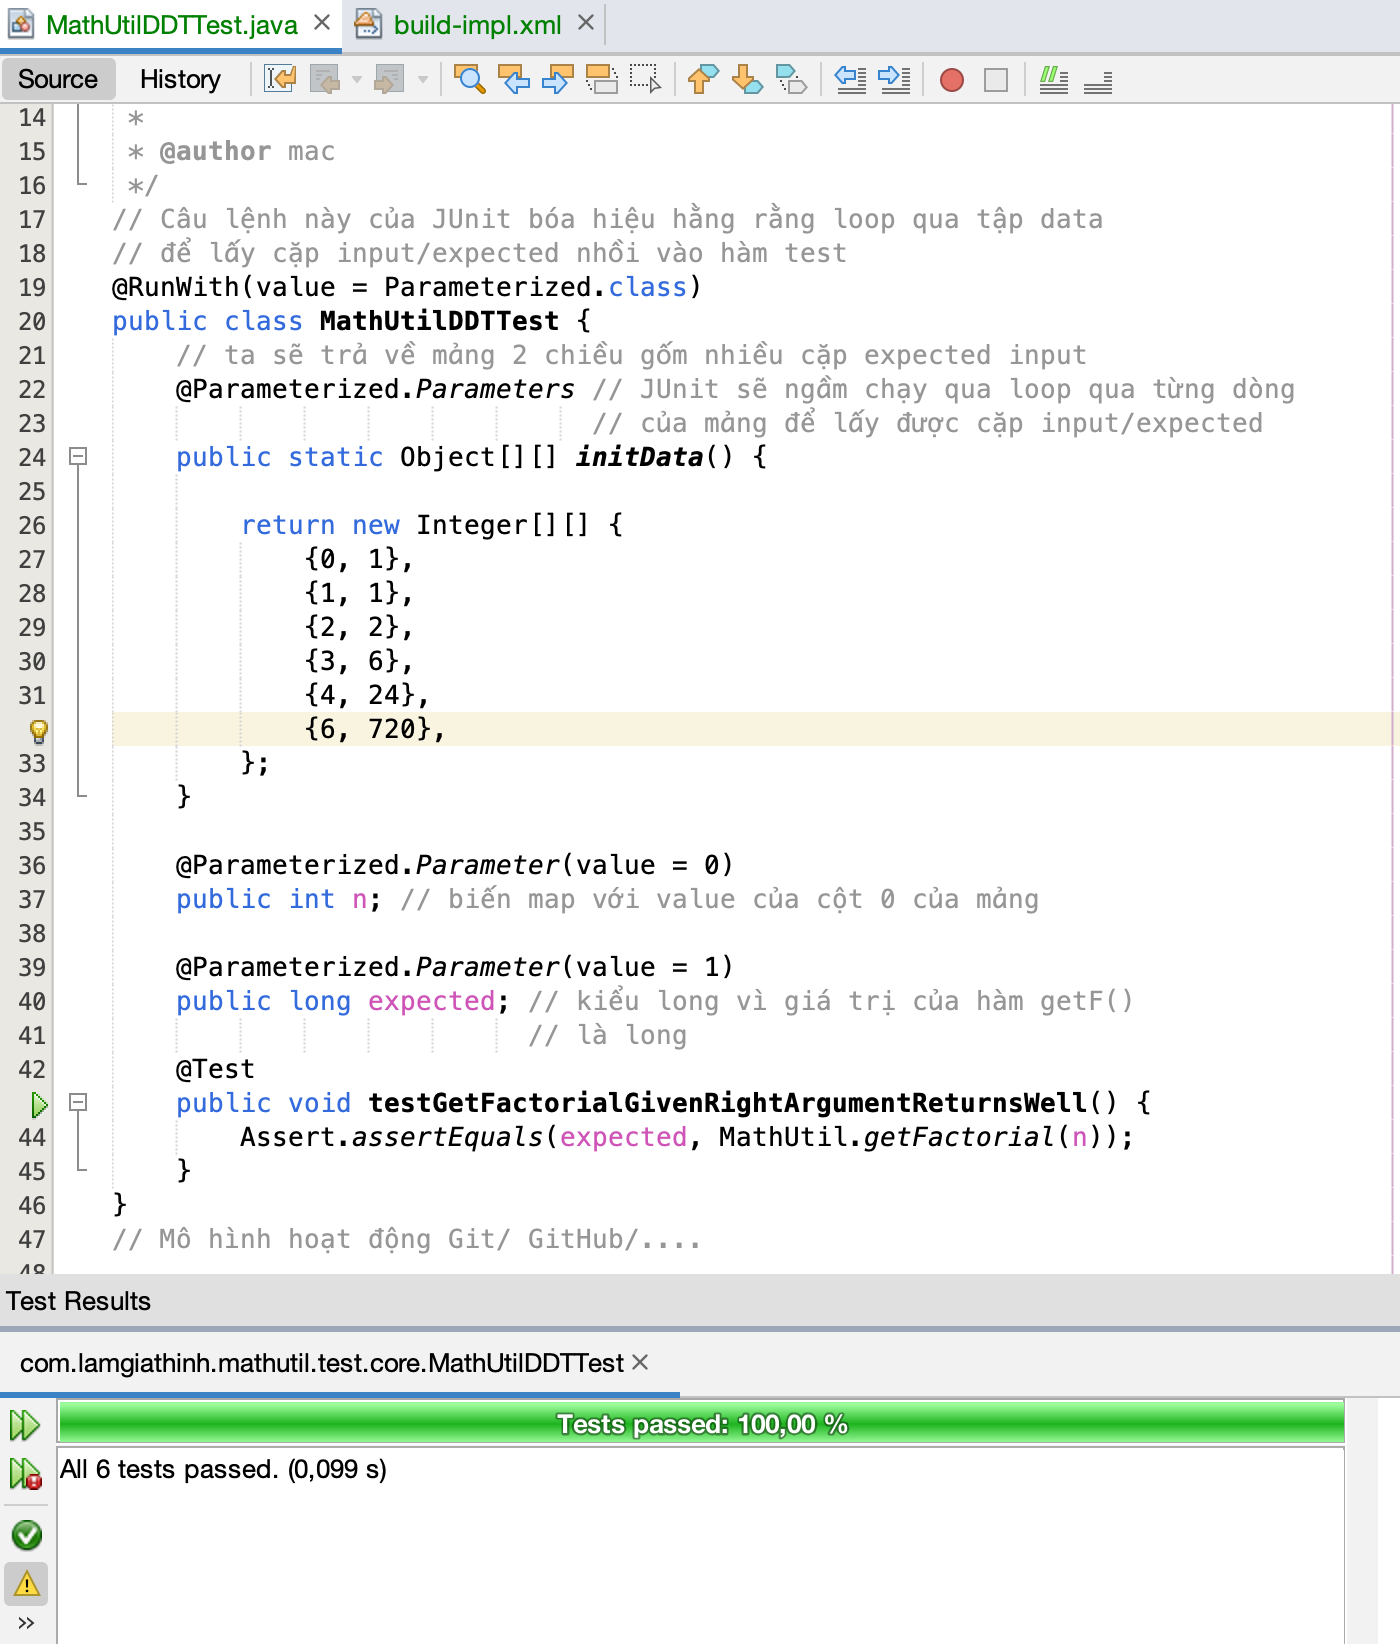 MathUtilDDTTest.java
build-impl.xml
Source History
14 *
15 * @author mac
16 */
17 // Câu lệnh này của JUnit bóa hiệu hằng rằng loop qua tập data
18 // để lấy cặp input/expected nhồi vào hàm test
19 @RunWith(value = Parameterized.class)
20 public class MathUtilDDTTest {
21 // ta sẽ trả về mảng 2 chiều gốm nhiều cặp expected input
22 @Parameterized.Parameters // JUnit sẽ ngầm chạy qua loop qua từng dòng
23 // của mảng để lấy được cặp input/expected
24 public static Object[][] initData() {
25
26 return new Integer[][] {
27 {0, 1},
28 {1, 1},
29 {2, 2},
30 {3, 6},
31 {4, 24},
{6, 720},
33 };
34 }
35
36 @Parameterized.Parameter(value = 0)
37 public int n; // biến map với value của cột 0 của mảng
38
39 @Parameterized.Parameter(value = 1)
40 public long expected; // kiểu long vì giá trị của hàm getF()
41 // là long
42 @Test
public void testGetFactorialGivenRightArgumentReturnsWell() {
44 Assert.assertEquals(expected, MathUtil.getFactorial(n));
45 }
46 }
47 // Mô hình hoạt động Git/ GitHub/....
48
Test Results
com.lamgiathinh.mathutil.test.core.MathUtilDDTTest
Tests passed: 100,00 %
All 6 tests passed. (0,099 s)